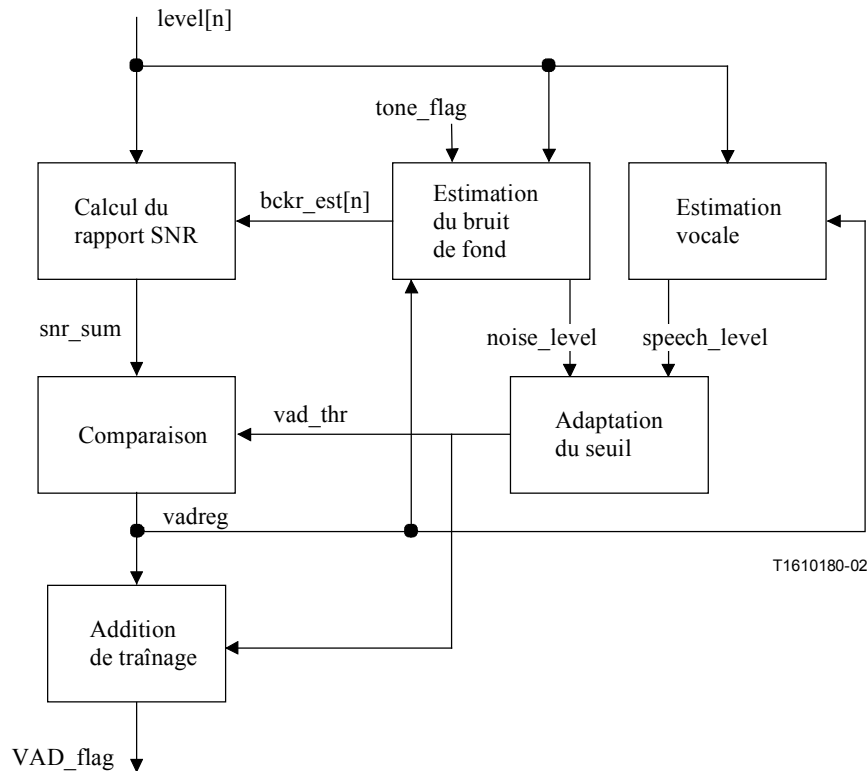 level[n]
tone_flag
Calcul du
rapport SNR
bckr_est[n]
Estimation
du bruit
de fond
Estimation
vocale
snr_sum
noise_level
speech_level
Comparaison
vad_thr
Adaptation
du seuil
vadreg
T1610180-02
Addition
de traînage
VAD_flag